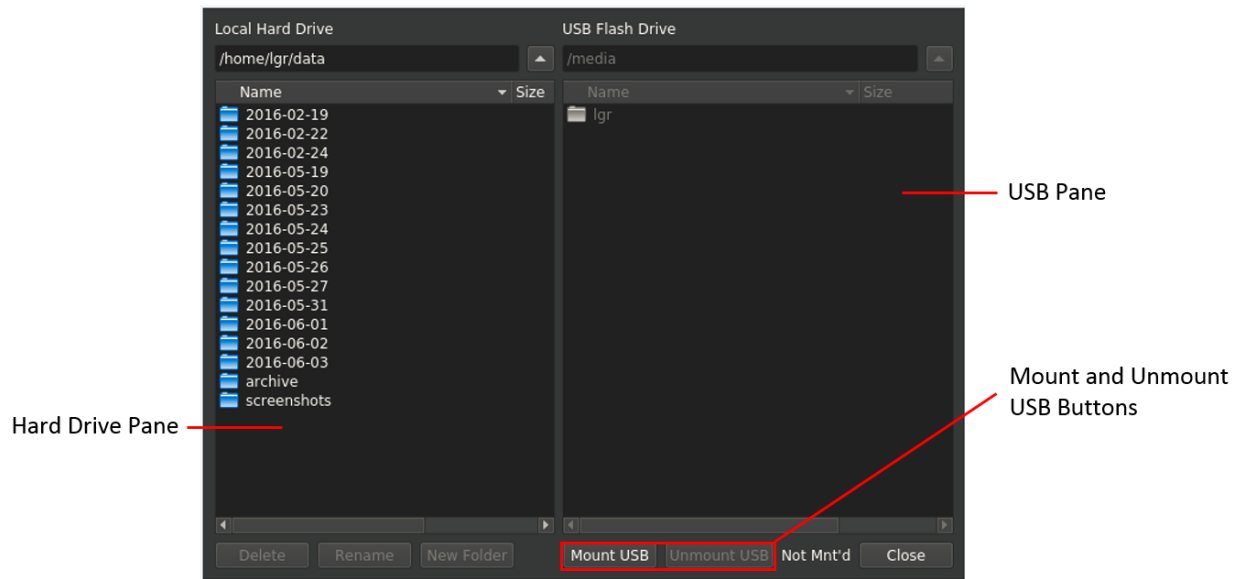 Local Hard Drive
USB Flash Drive
/home/lgr/data
/media
Name Size
Name Size
2016-02-19
2016-02-22
2016-02-24
2016-05-19
2016-05-20
2016-05-23
2016-05-24
2016-05-25
2016-05-26
2016-05-27
2016-05-31
2016-06-01
2016-06-02
2016-06-03
archive
screenshots
lgr
USB Pane
Mount and Unmount
USB Buttons
Hard Drive Pane
Delete Rename New Folder
Mount USB Unmount USB Not Mnt'd Close